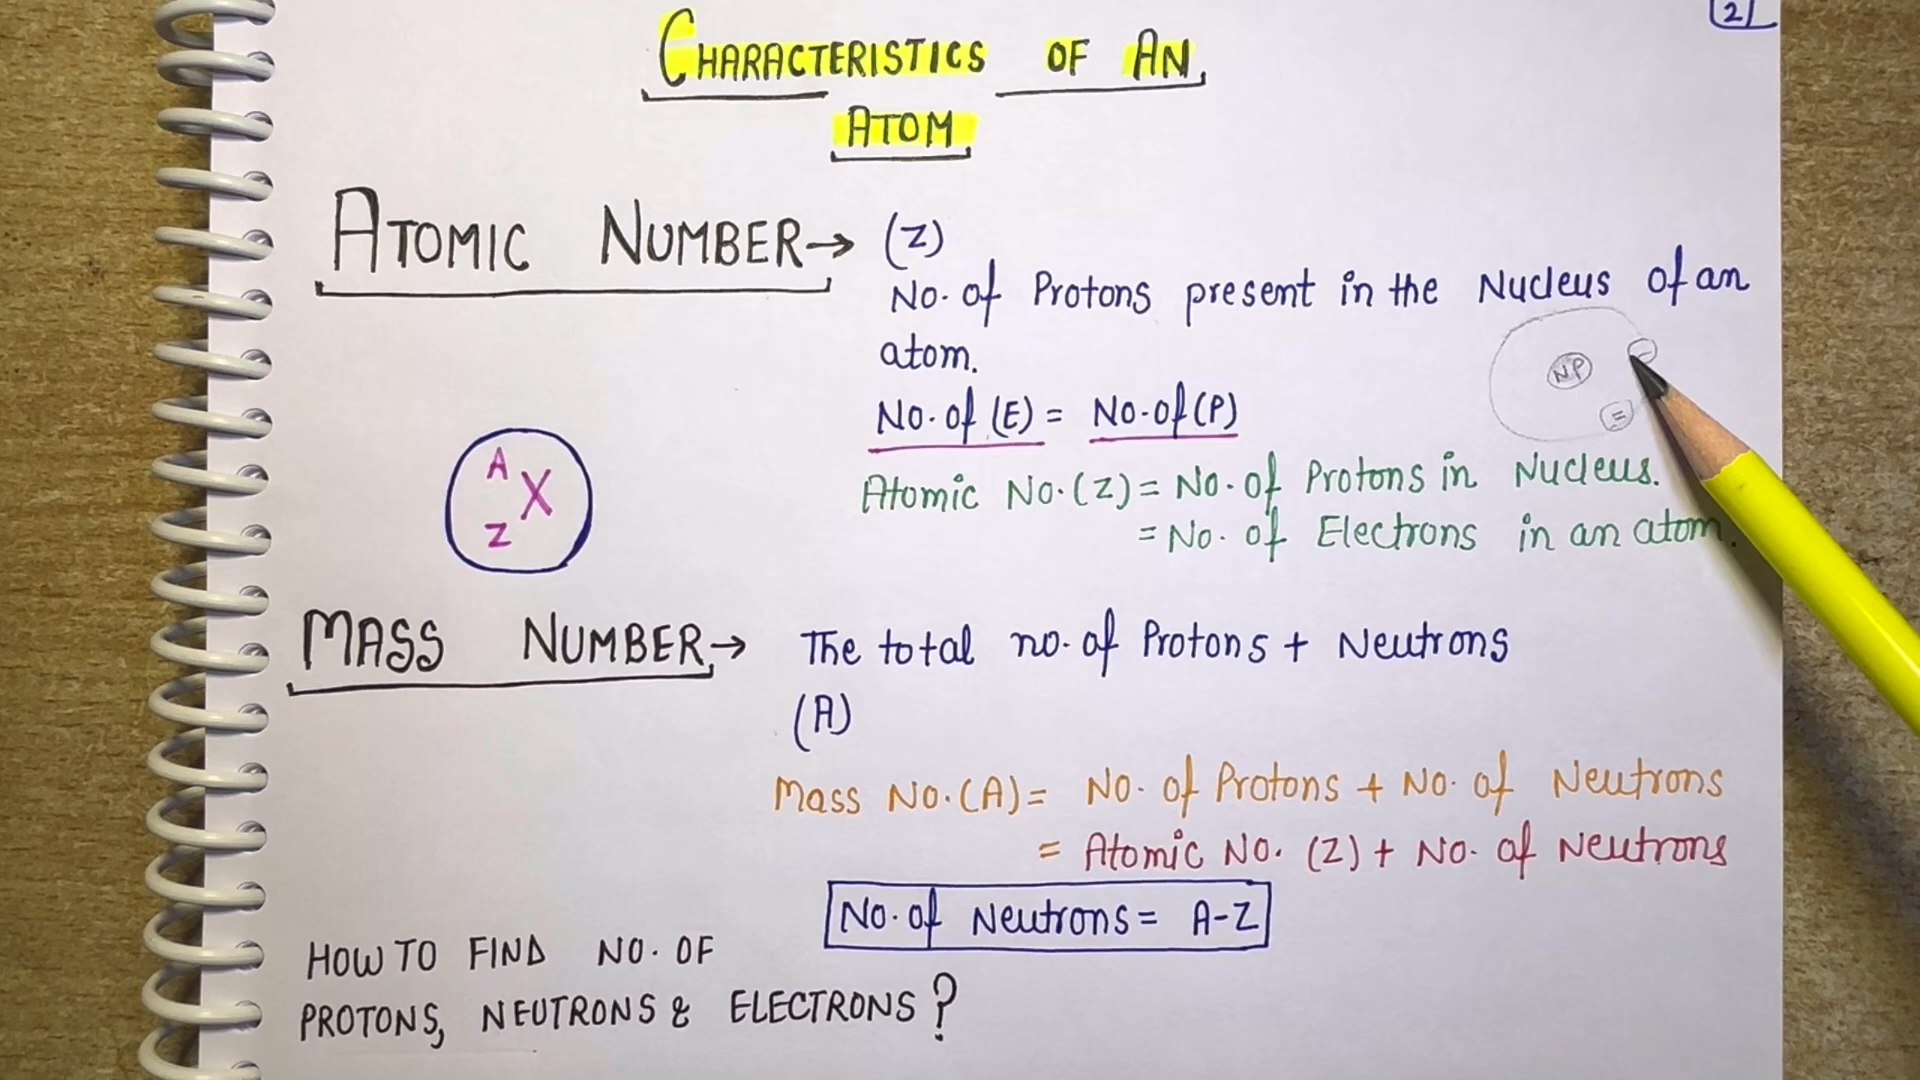 2
CHARACTERISTICS OF AN
ATOM
ATOMIC NUMBER→ (Z)
No. of Protons present in the Nucleus of an
atom.
NP
-
=
No. of (E) = No. of (P)
A
X
Z
Atomic No. (Z) = No. of Protons in Nucleus.
= No. of Electrons in an atom.
MASS NUMBER→ The total no. of Protons + Neutrons
(A)
Mass No. (A) = No. of Protons + No. of Neutrons
= Atomic No. (Z) + No. of Neutrons
No. of Neutrons = A-Z
HOW TO FIND NO. OF
PROTONS, NEUTRONS & ELECTRONS?